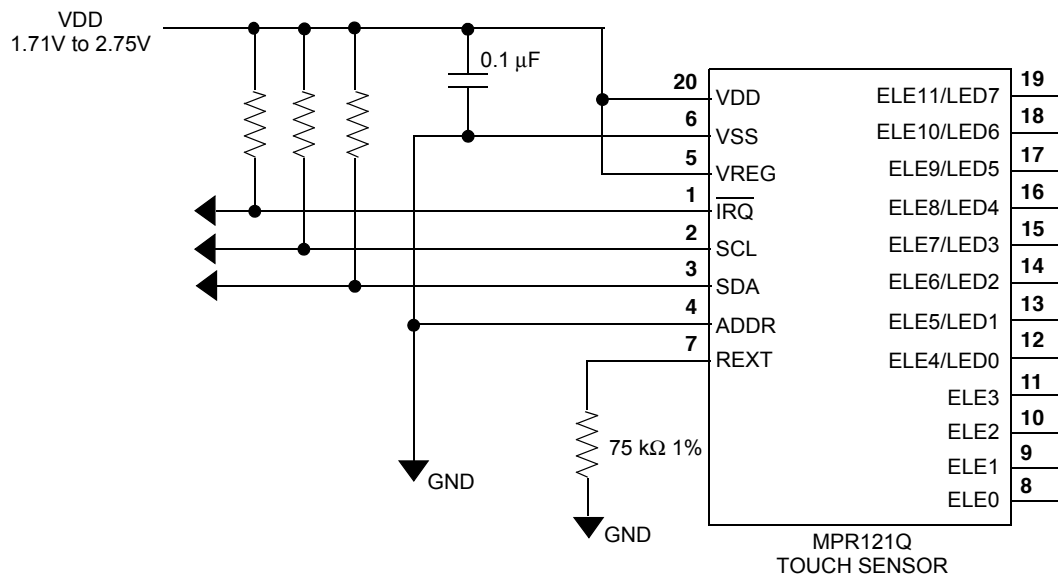 VDD
1.71V to 2.75V
0.1 μF
20
VDD
6
VSS
5
VREG
1
IRQ
2
SCL
3
SDA
4
ADDR
7
REXT
75 kΩ 1%
GND
GND
19
ELE11/LED7
18
ELE10/LED6
17
ELE9/LED5
16
ELE8/LED4
15
ELE7/LED3
14
ELE6/LED2
13
ELE5/LED1
12
ELE4/LED0
11
ELE3
10
ELE2
9
ELE1
8
ELE0
MPR121Q
TOUCH SENSOR